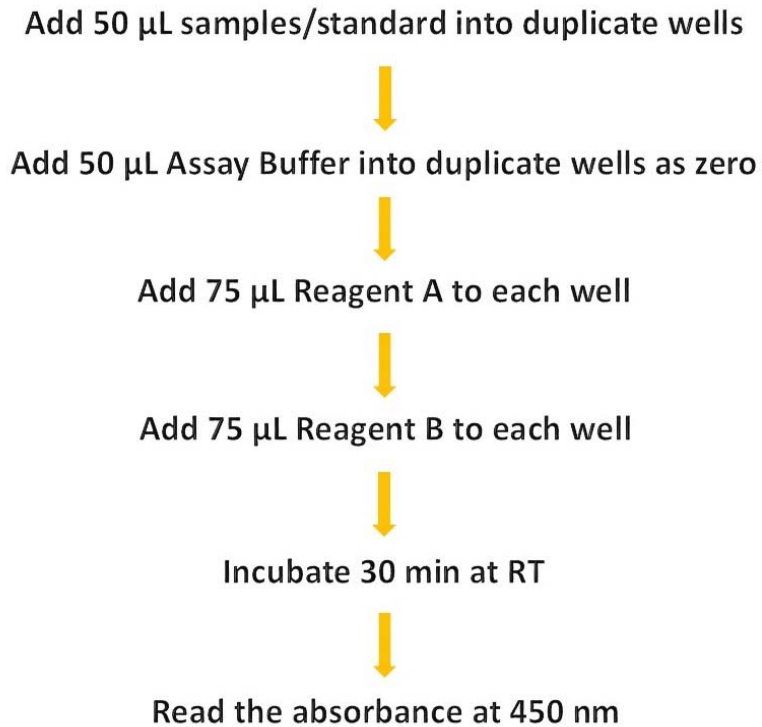 Add 50 µL samples/standard into duplicate wells
Add 50 µL Assay Buffer into duplicate wells as zero
Add 75 µL Reagent A to each well
Add 75 µL Reagent B to each well
Incubate 30 min at RT
Read the absorbance at 450 nm